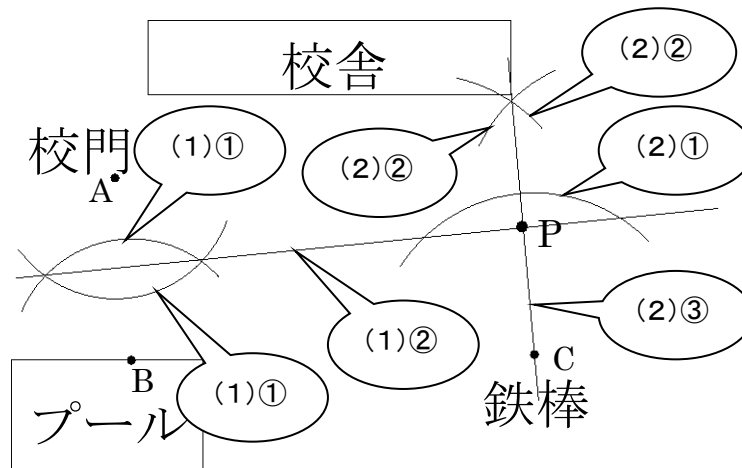 校舎
(2)②
校門
(1)①
(2)②
(2)①
A
P
(2)③
(1)②
B
C
(1)①
鉄棒
プール